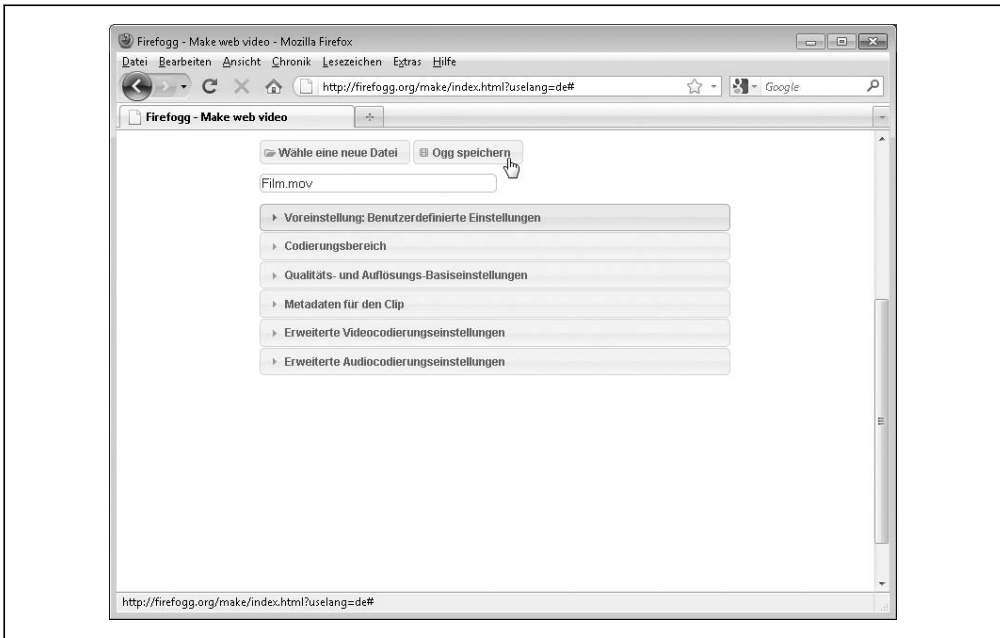 Firefogg - Make web video - Mozilla Firefox
Datei Bearbeiten Ansicht Chronik Lesezeichen Extras Hilfe
http://firefogg.org/make/index.html?uselang=de# Google
Firefogg - Make web video
Wähle eine neue Datei Ogg speichern
Film.mov
Voreinstellung: Benutzerdefinierte Einstellungen
Codierungsbereich
Qualitäts- und Auflösungs-Basiseinstellungen
Metadaten für den Clip
Erweiterte Videocodierungseinstellungen
Erweiterte Audiocodierungseinstellungen
http://firefogg.org/make/index.html?uselang=de#